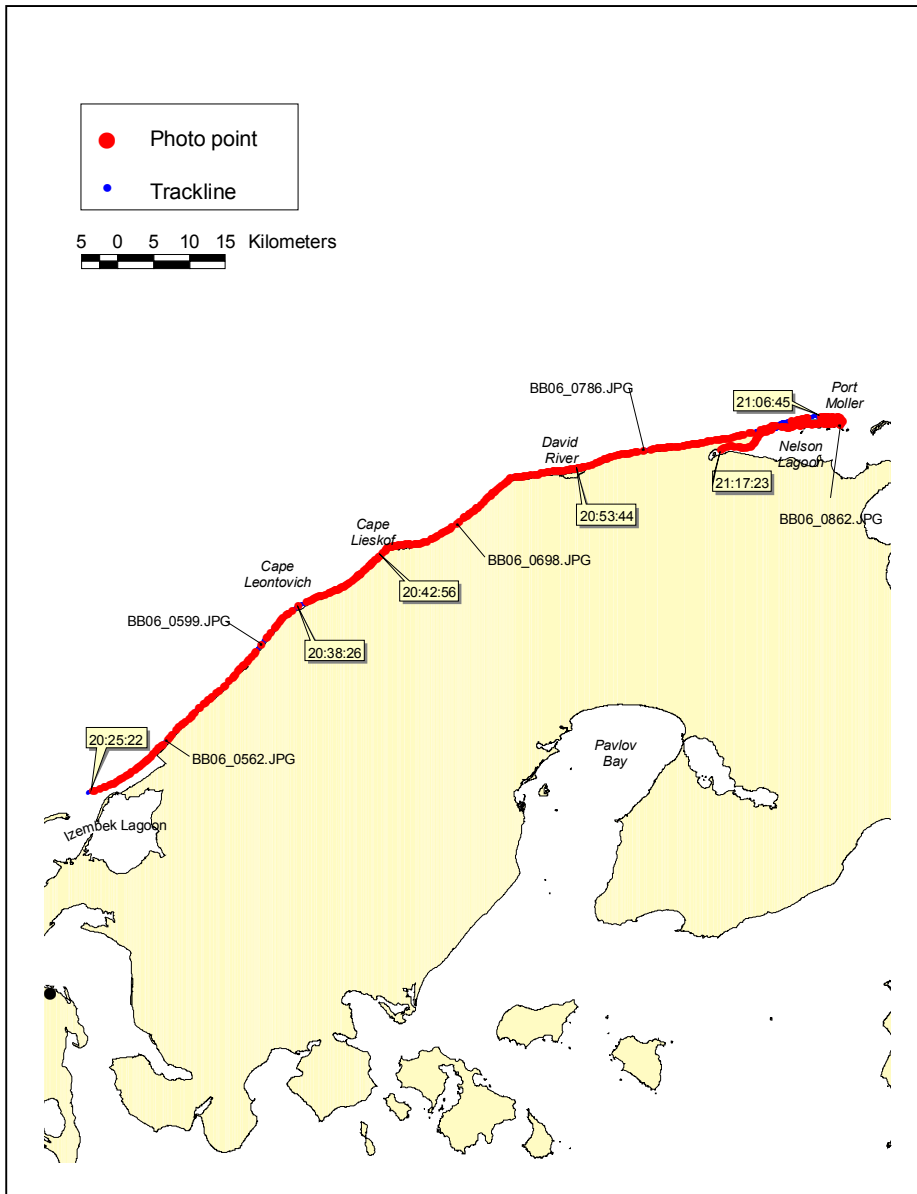 Photo point
Trackline
5 0 5 10 15 Kilometers
BB06_0786.JPG
Port
Moller
21:06:45
David
River
Nelson
Lagoon
21:17:23
20:53:44
BB06_0862.JPG
Cape
Lieskof
BB06_0698.JPG
Cape
Leontovich
20:42:56
BB06_0599.JPG
20:38:26
20:25:22
BB06_0562.JPG
Pavlov
Bay
Izembek Lagoon